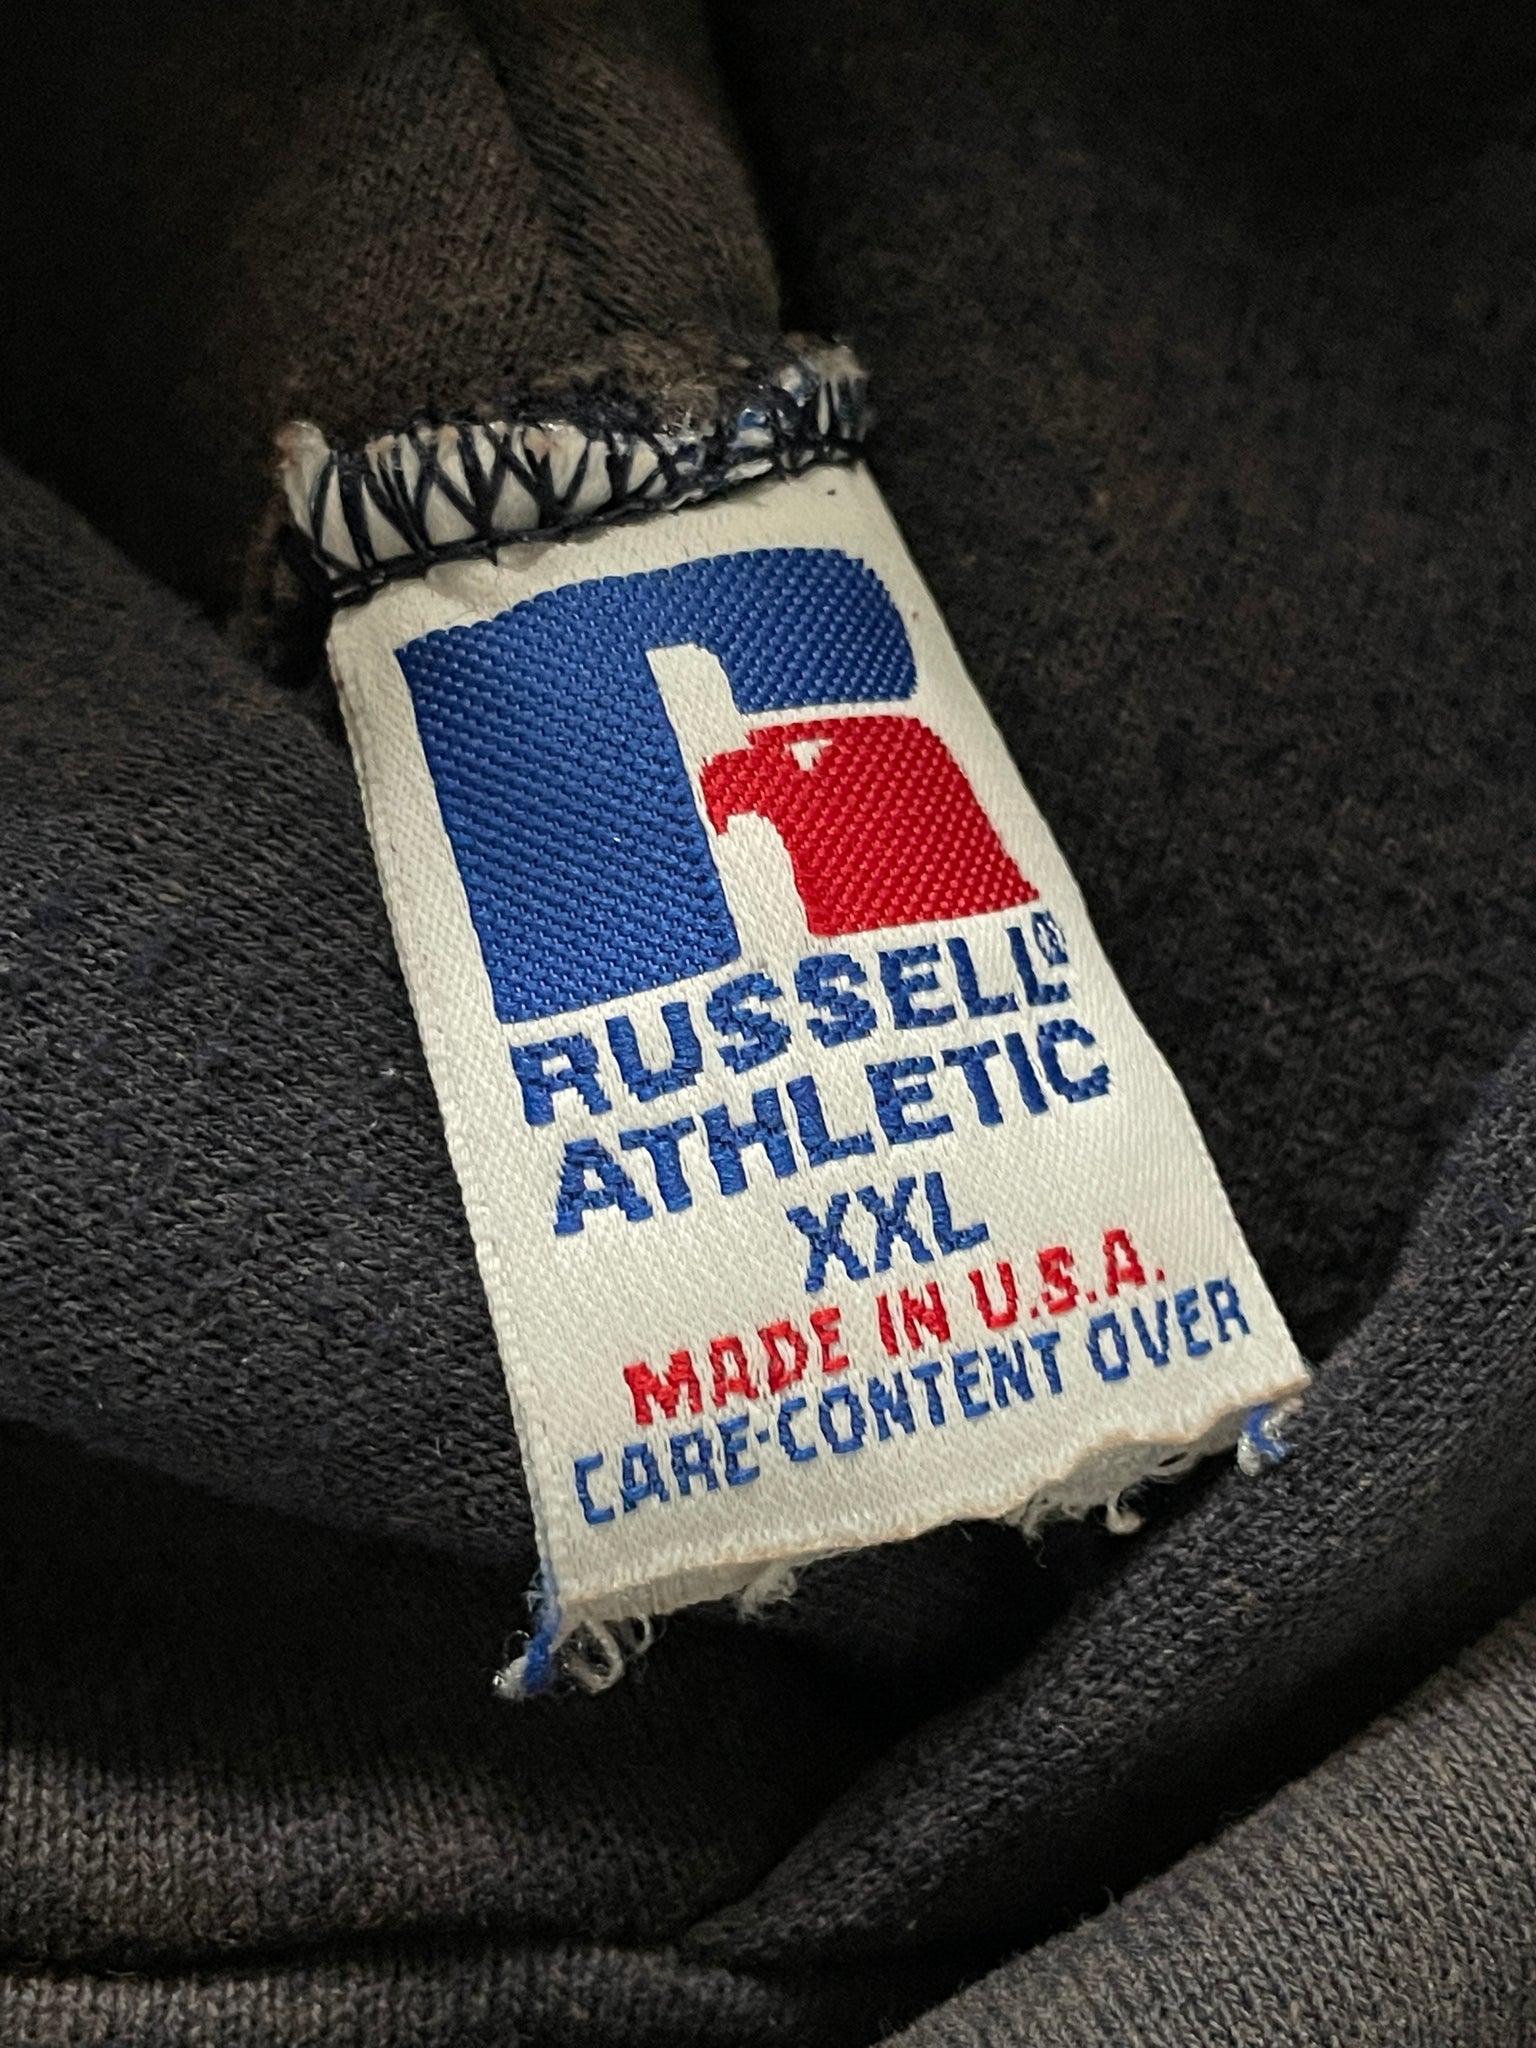 RUSSELL®
ATHLETIC
XXL
MADE IN U.S.A.
CARE-CONTENT OVER